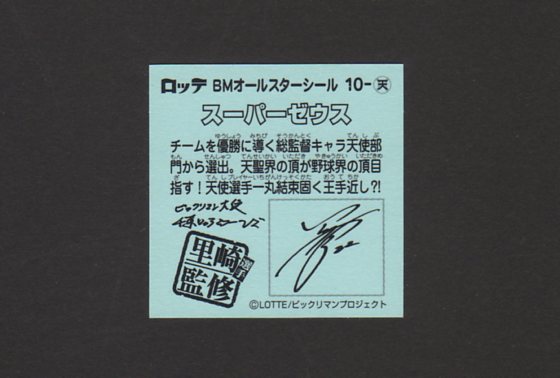 ロッテ BMオールスターシール 10-天
スーパーゼウス
チームを優勝に導く総監督キャラ天使部
門から選出。天聖界の頂が野球界の頂目
指す!天使選手一丸結束固く王手近し?!
ビックリマン大使
里崎選手
監修
22
©LOTTE/ビックリマンプロジェクト